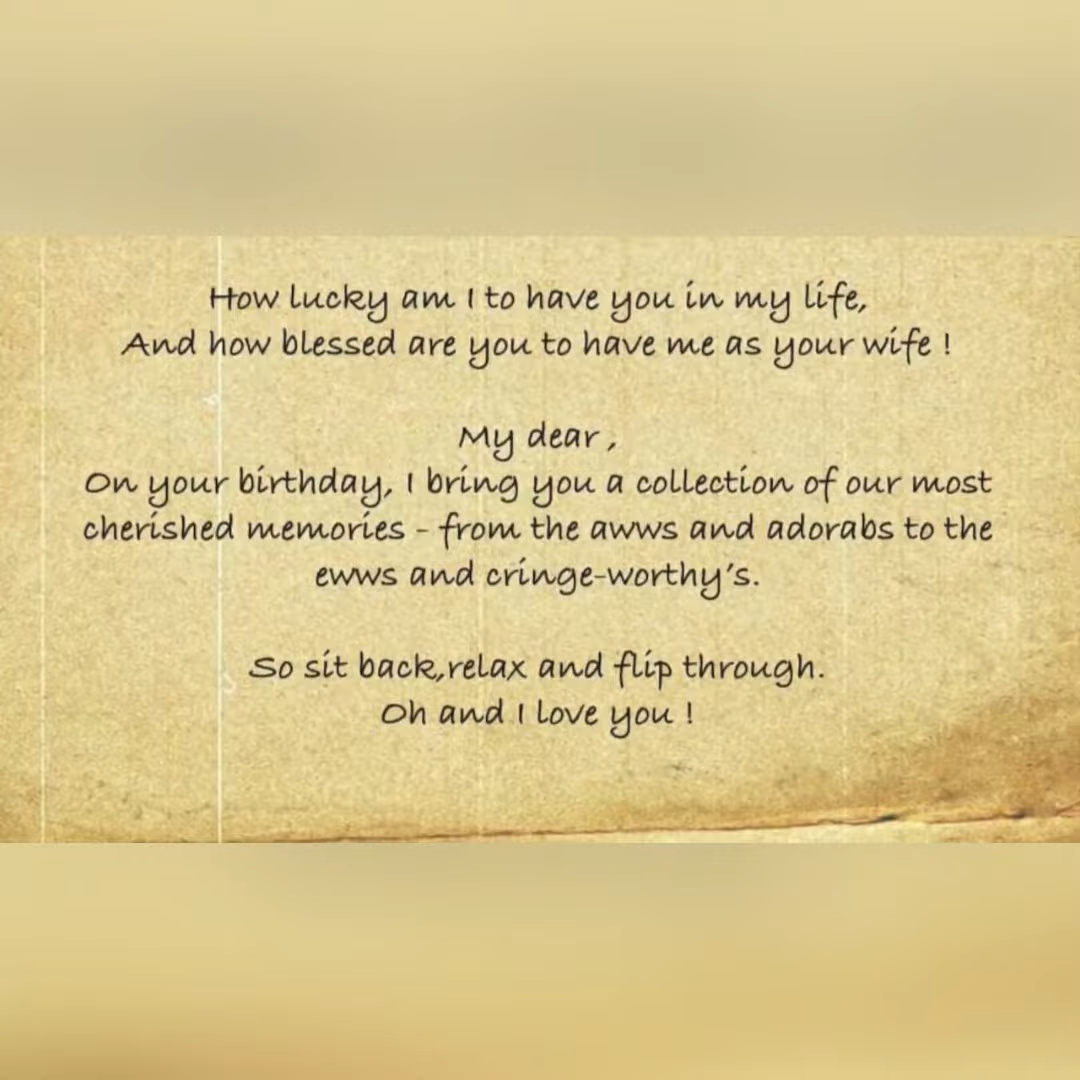 How lucky am I to have you in my life,
And how blessed are you to have me as your wife !
My dear ,
On your birthday, I bring you a collection of our most
cherished memories - from the awws and adorabs to the
ewws and cringe-worthy's.
So sit back,relax and flip through.
Oh and I love you !